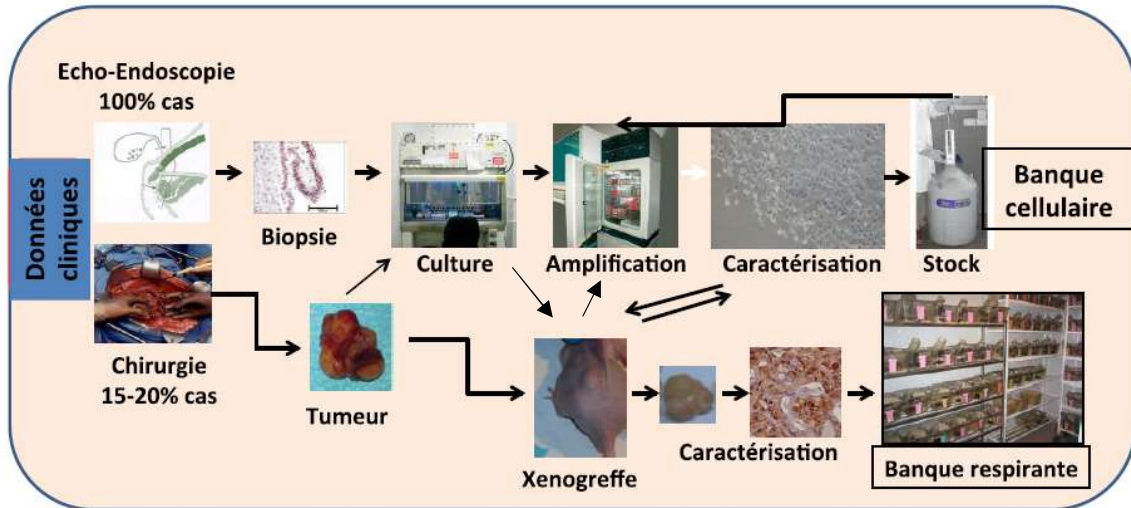 Echo-Endoscopie
100% cas
Données
cliniques
Biopsie
Culture
Amplification
Caractérisation
Stock
Banque
cellulaire
Chirurgie
15-20% cas
Tumeur
Xenogreffe
Caractérisation
Banque respirante